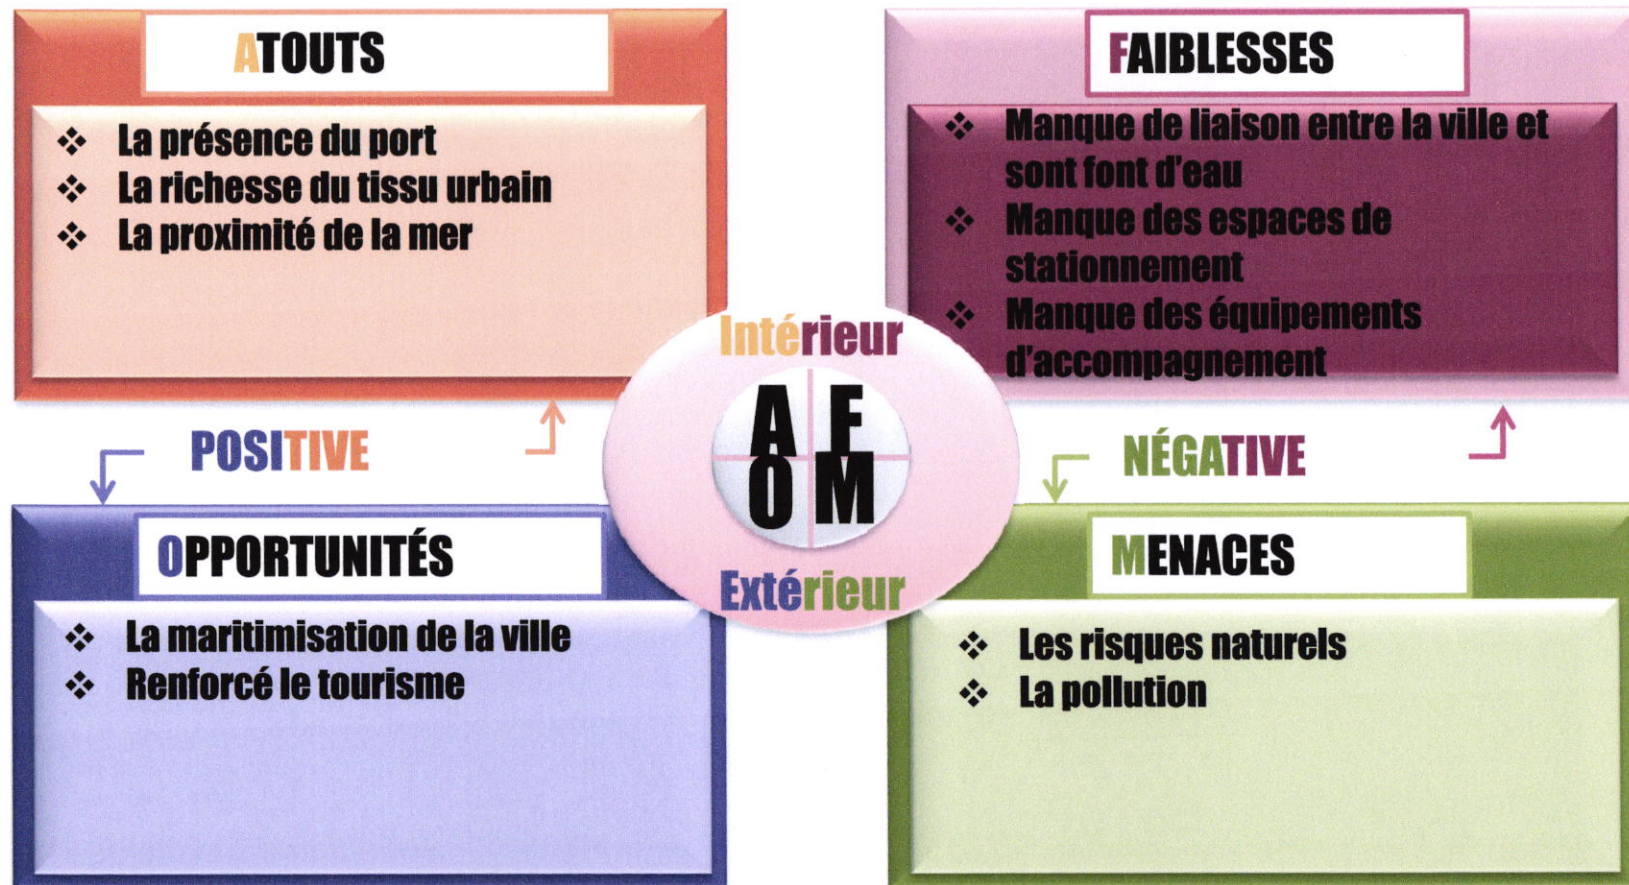 ATOUTS
❖ La présence du port
❖ La richesse du tissu urbain
❖ La proximité de la mer
FAIBLESSES
❖ Manque de liaison entre la ville et
sont font d'eau
❖ Manque des espaces de
stationnement
❖ Manque des équipements
d'accompagnement
Intérieur
A F
O M
Extérieur
POSITIVE
NÉGATIVE
OPPORTUNITÉS
❖ La maritimisation de la ville
❖ Renforcé le tourisme
MENACES
❖ Les risques naturels
❖ La pollution